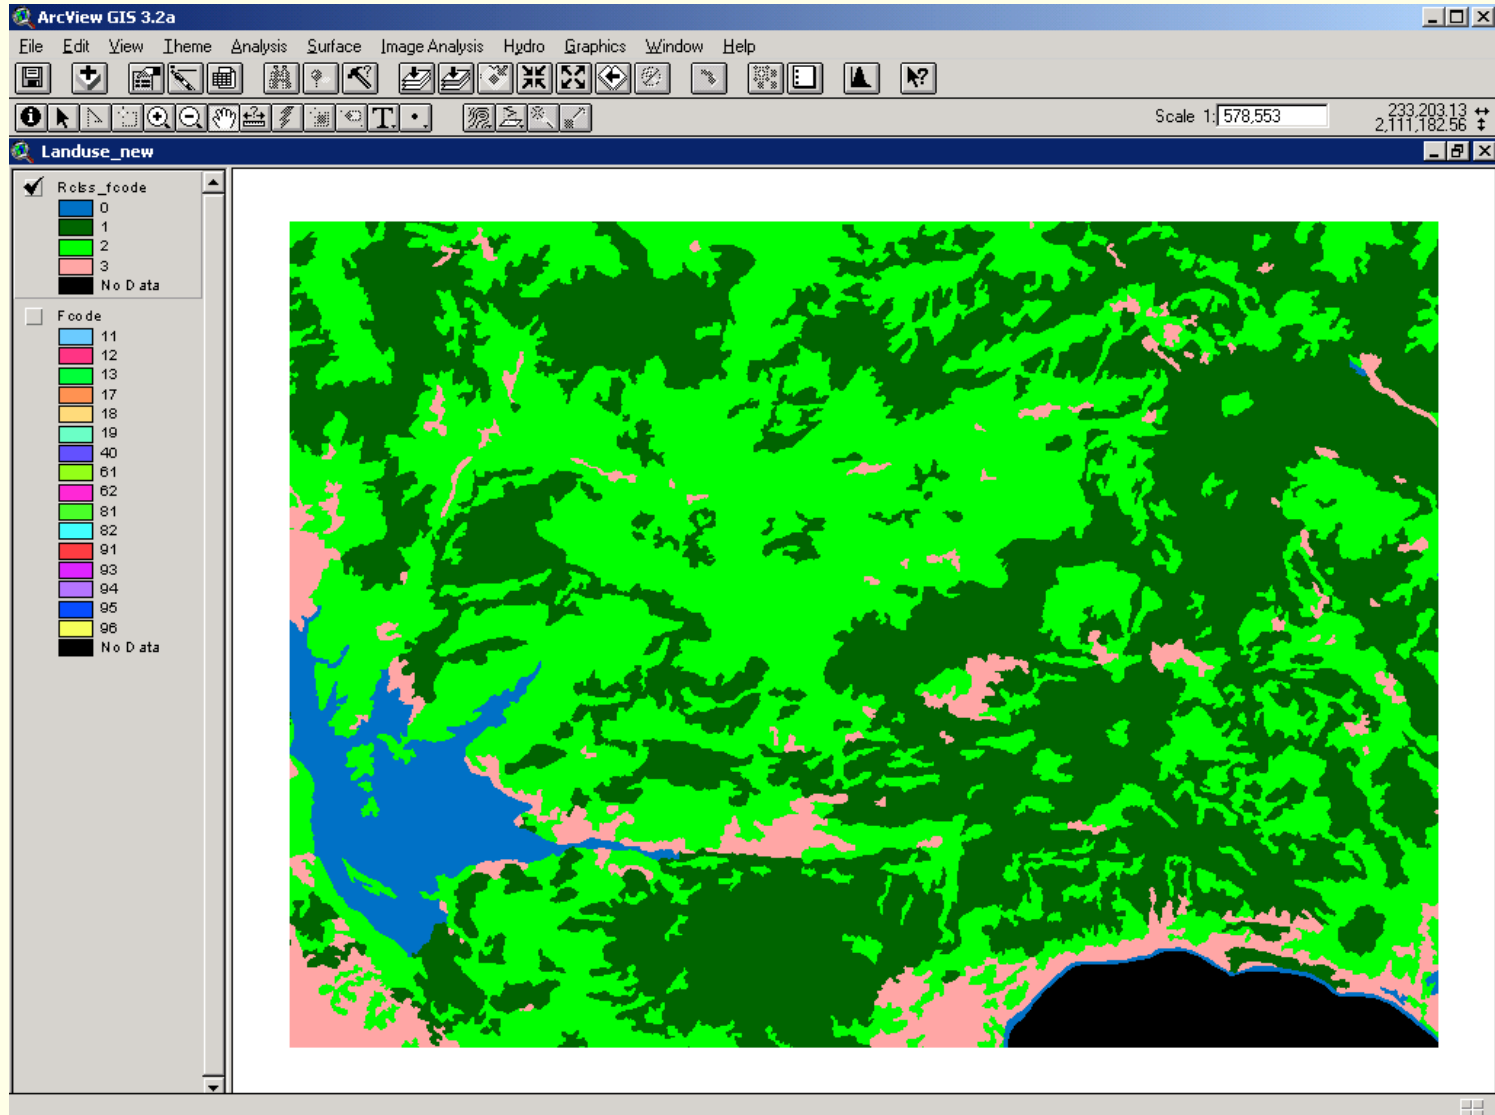 ArcView GIS 3.2a
File Edit View Theme Analysis Surface Image Analysis Hydro Graphics Window Help
Scale 1: 578,553
233,203.13
2,111,182.56
Landuse_new
Rclss_fcode
0
1
2
3
No Data
Fcode
11
12
13
17
18
19
40
61
62
81
82
91
93
94
95
96
No Data